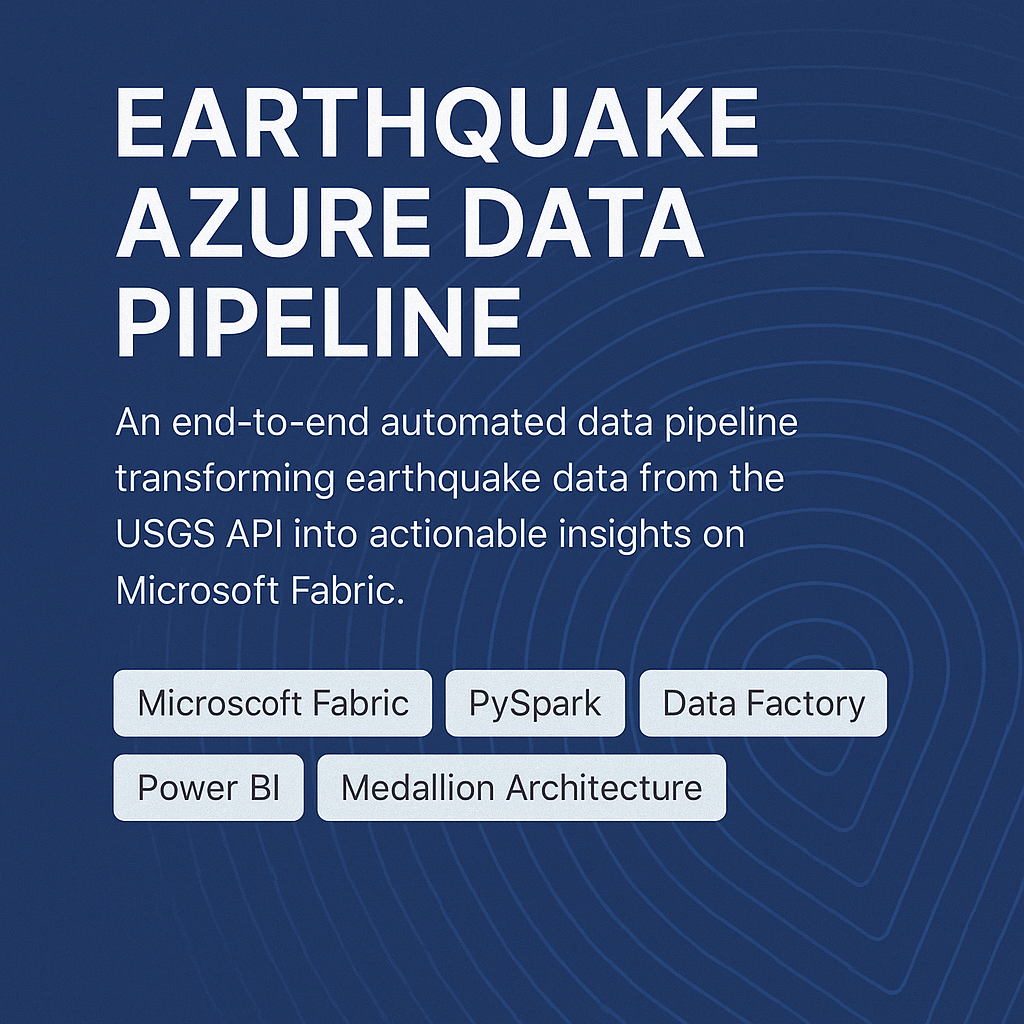 EARTHQUAKE
AZURE DATA
PIPELINE
An end-to-end automated data pipeline
transforming earthquake data from the
USGS API into actionable insights on
Microsoft Fabric.
Microscoft Fabric PySpark Data Factory
Power BI Medallion Architecture